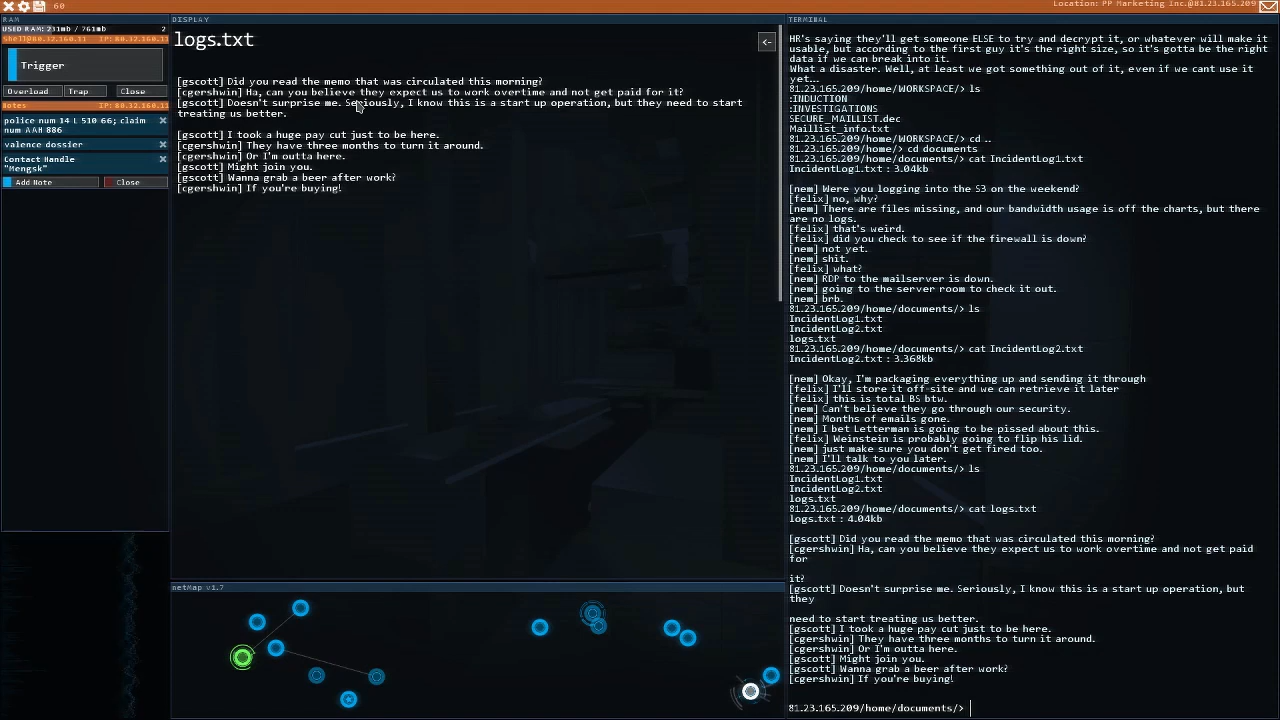 60
Location: PP Marketing Inc.@81.23.165.209
RAM
USED RAM: 231mb / 761mb 2
IP: 80.32.160.11
Trigger
Overload Trap Close
Notes IP: 80.32.160.11
police num 14 L 510 66; claim
num AAH 886
valence dossier
Contact Handle
"Mengsk"
Add Note Close
DISPLAY
logs.txt
<-
[gscott] Did you read the memo that was circulated this morning?
[cgershwin] Ha, can you believe they expect us to work overtime and not get paid for it?
[gscott] Doesn't surprise me. Seriously, I know this is a start up operation, but they need to start
treating us better.
[gscott] I took a huge pay cut just to be here.
[cgershwin] They have three months to turn it around.
[cgershwin] Or I'm outta here.
[gscott] Might join you.
[gscott] Wanna grab a beer after work?
[cgershwin] If you're buying!
netMap v1.7
TERMINAL
HR's saying they'll get someone ELSE to try and decrypt it, or whatever will make it
usable, but according to the first guy it's the right size, so it's gotta be the right
data if we can break into it.
What a disaster. Well, at least we got something out of it, even if we cant use it
yet...
81.23.165.209/home/WORKSPACE/> ls
:INDUCTION
:INVESTIGATIONS
SECURE_MAILLIST.dec
Maillist_info.txt
81.23.165.209/home/WORKSPACE/> cd ..
81.23.165.209/home/> cd documents
81.23.165.209/home/documents/> cat IncidentLog1.txt
IncidentLog1.txt : 3.04kb
[nem] Were you logging into the S3 on the weekend?
[felix] no, why?
[nem] There are files missing, and our bandwidth usage is off the charts, but there
are no logs.
[felix] that's weird.
[felix] did you check to see if the firewall is down?
[nem] not yet.
[nem] shit.
[felix] what?
[nem] RDP to the mailserver is down.
[nem] going to the server room to check it out.
[nem] brb.
81.23.165.209/home/documents/> ls
IncidentLog1.txt
IncidentLog2.txt
logs.txt
81.23.165.209/home/documents/> cat IncidentLog2.txt
IncidentLog2.txt : 3.368kb
[nem] Okay, I'm packaging everything up and sending it through
[felix] I'll store it off-site and we can retrieve it later
[felix] this is total BS btw.
[nem] Can't believe they go through our security.
[nem] Months of emails gone.
[nem] I bet Letterman is going to be pissed about this.
[felix] Weinstein is probably going to flip his lid.
[nem] just make sure you don't get fired too.
[nem] I'll talk to you later.
81.23.165.209/home/documents/> ls
IncidentLog1.txt
IncidentLog2.txt
logs.txt
81.23.165.209/home/documents/> cat logs.txt
logs.txt : 4.04kb
[gscott] Did you read the memo that was circulated this morning?
[cgershwin] Ha, can you believe they expect us to work overtime and not get paid
for
it?
[gscott] Doesn't surprise me. Seriously, I know this is a start up operation, but
they
need to start treating us better.
[gscott] I took a huge pay cut just to be here.
[cgershwin] They have three months to turn it around.
[cgershwin] Or I'm outta here.
[gscott] Might join you.
[gscott] Wanna grab a beer after work?
[cgershwin] If you're buying!
81.23.165.209/home/documents/>